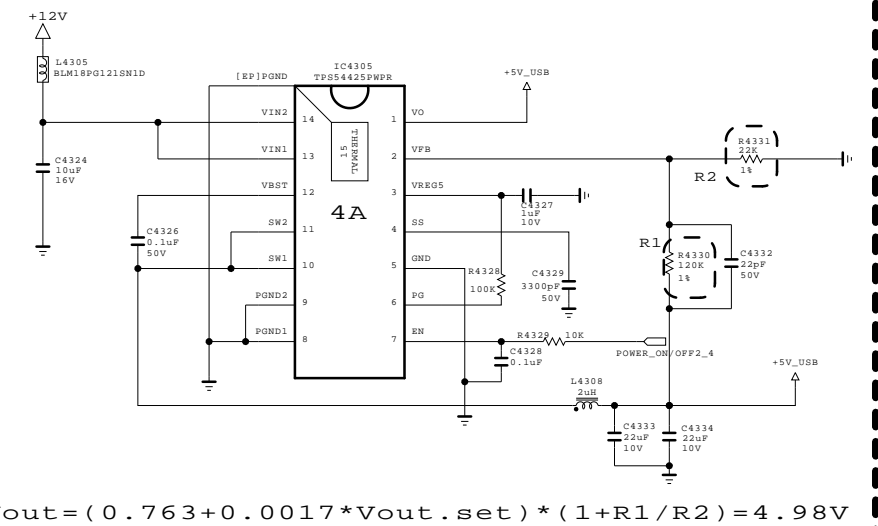 +12V
L4305
BLM18PG121SN1D
[EP]PGND
IC4305
TPS54425PWPR
+5V_USB
VIN2
14
1
VO
VIN1
13
2
VFB
THERMAL
15
VBST
12
3
VREG5
SW2
11
4
SS
SW1
10
5
GND
PGND2
9
6
PG
PGND1
8
7
EN
4A
C4324
10uF
16V
C4326
0.1uF
50V
C4327
1uF
10V
R4328
100K
C4329
3300pF
50V
R4329
10K
C4328
0.1uF
POWER_ON/OFF2_4
R2
R4331
22K
1%
R1
R4330
120K
1%
C4332
22pF
50V
+5V_USB
L4308
2uH
C4333
22uF
10V
C4334
22uF
10V
Vout=(0.763+0.0017*Vout.set)*(1+R1/R2)=4.98V